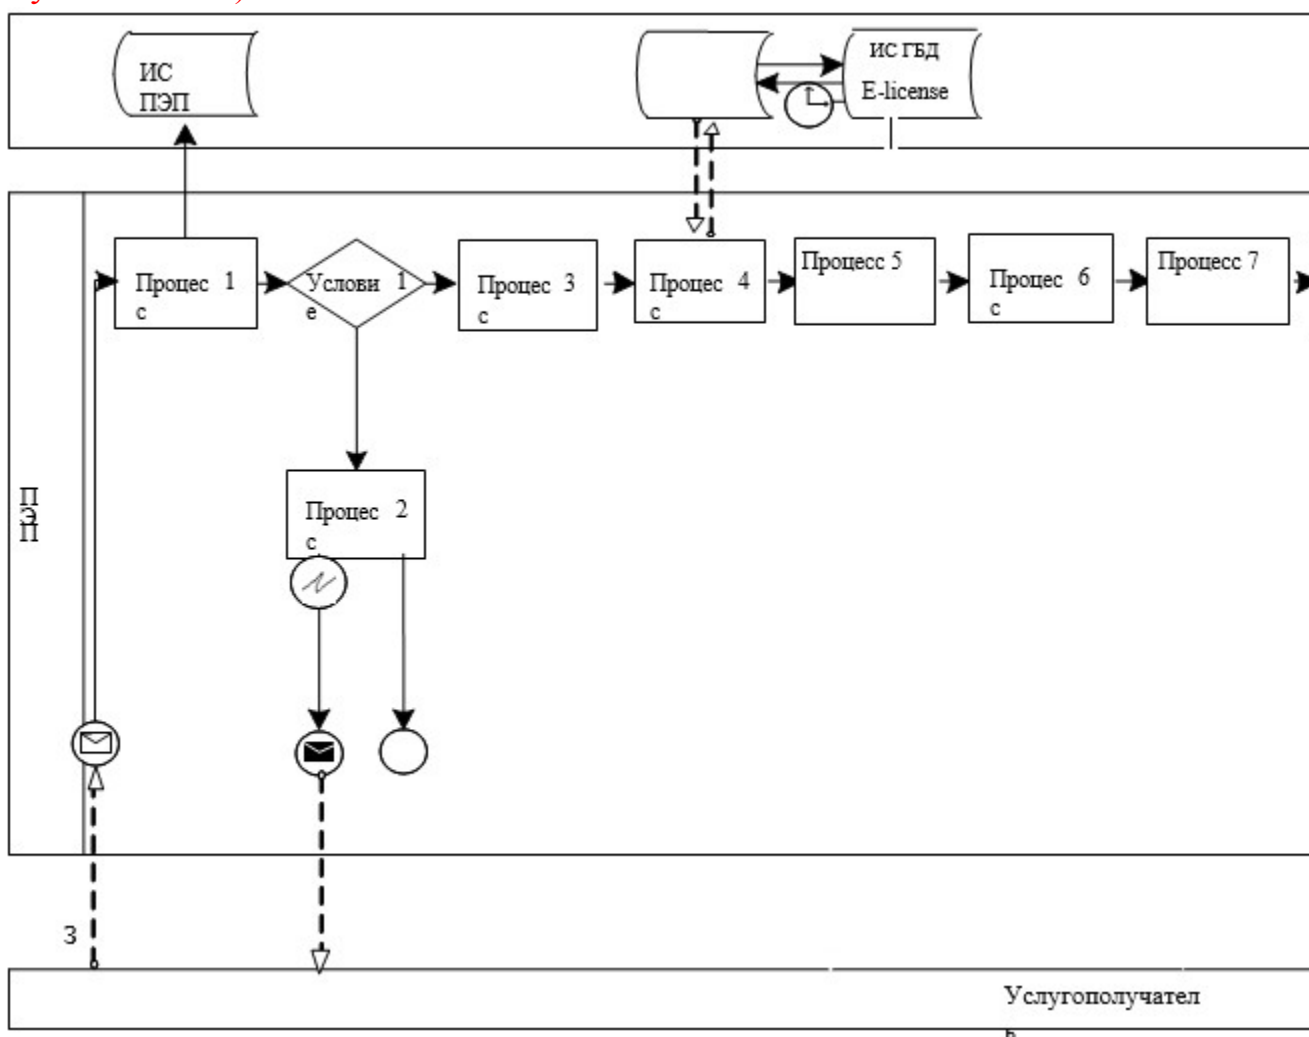 ИС ГБД
ИС
ПЭП
E-license
Процес 1
с
Услови 1
е
Процес 3
с
Процес 4
с
Процесс 5
Процес 6
с
Процесс 7
Процес 2
с
П
Э
П
З
Услугополучател